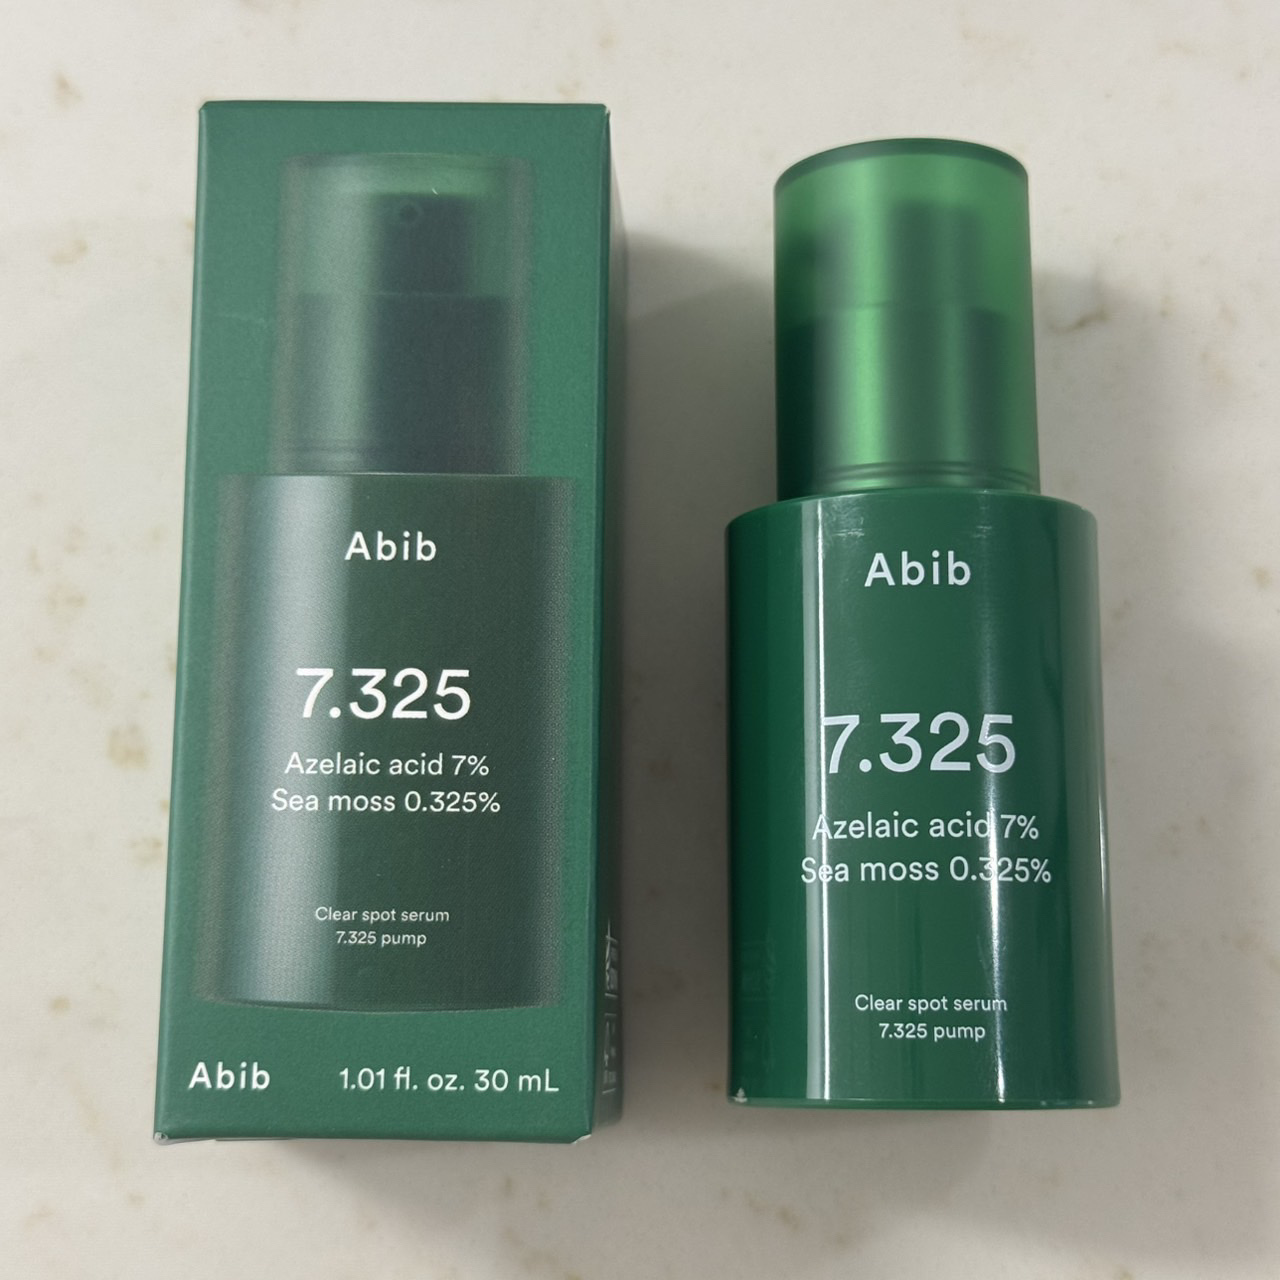 Abib
7.325
Azelaic acid 7%
Sea moss 0.325%
Clear spot serum
7.325 pump
Abib
1.01 fl. oz. 30 mL
Abib
7.325
Azelaic acid 7%
Sea moss 0.325%
Clear spot serum
7.325 pump